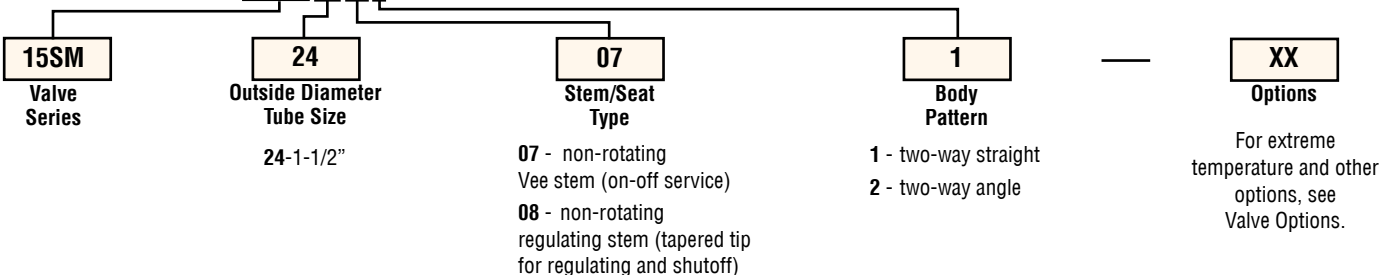 15SM
Valve
Series
24
Outside Diameter
Tube Size
24-1-1/2”
07
Stem/Seat
Type
07 - non-rotating
Vee stem (on-off service)
08 - non-rotating
regulating stem (tapered tip
for regulating and shutoff)
1
Body
Pattern
1 - two-way straight
2 - two-way angle
XX
Options
For extreme
temperature and other
options, see
Valve Options.